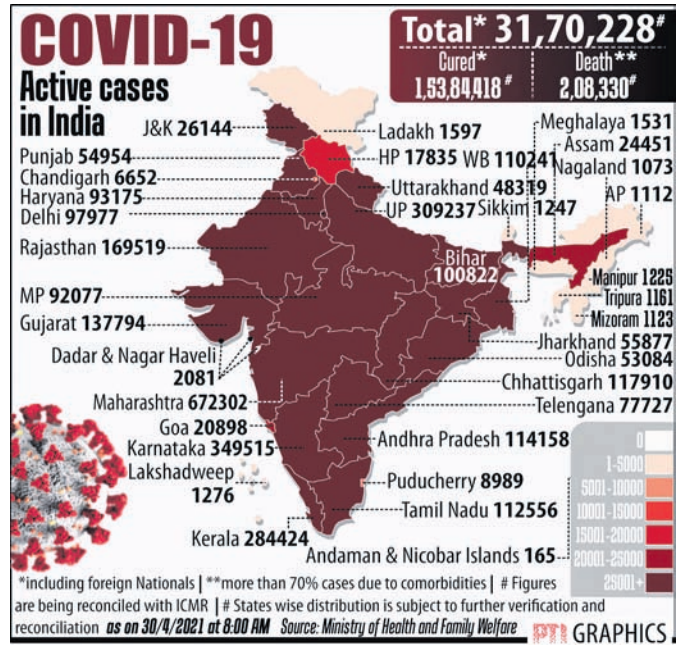 COVID-19
Active cases
in India
Total* 31,70,228#
Cured*
1,53,84,418 #
Death**
2,08,330#
J&K 26144
Ladakh 1597
Meghalaya 1531
Assam 24451
Punjab 54954
HP 17835
WB 110241
Nagaland 1073
Chandigarh 6652
AP 1112
Haryana 93175
Uttarakhand 48319
Delhi 97977
UP 309237
Sikkim 1247
Rajasthan 169519
Bihar
100822
MP 92077
Manipur 1225
Tripura 1161
Gujarat 137794
Mizoram 1123
Jharkhand 55877
Dadar & Nagar Haveli
2081
Odisha 53084
Chhattisgarh 117910
Maharashtra 672302
Telengana 77727
Goa 20898
Karnataka 349515
Andhra Pradesh 114158
Lakshadweep
1276
Puducherry 8989
Tamil Nadu 112556
Kerala 284424
Andaman & Nicobar Islands 165
0
1-5000
5001-10000
10001-15000
15001-20000
20001-25000
25001+
*including foreign Nationals | **more than 70% cases due to comorbidities | # Figures
are being reconciled with ICMR | # States wise distribution is subject to further verification and
reconciliation as on 30/4/2021 at 8:00 AM Source: Ministry of Health and Family Welfare
PTI GRAPHICS